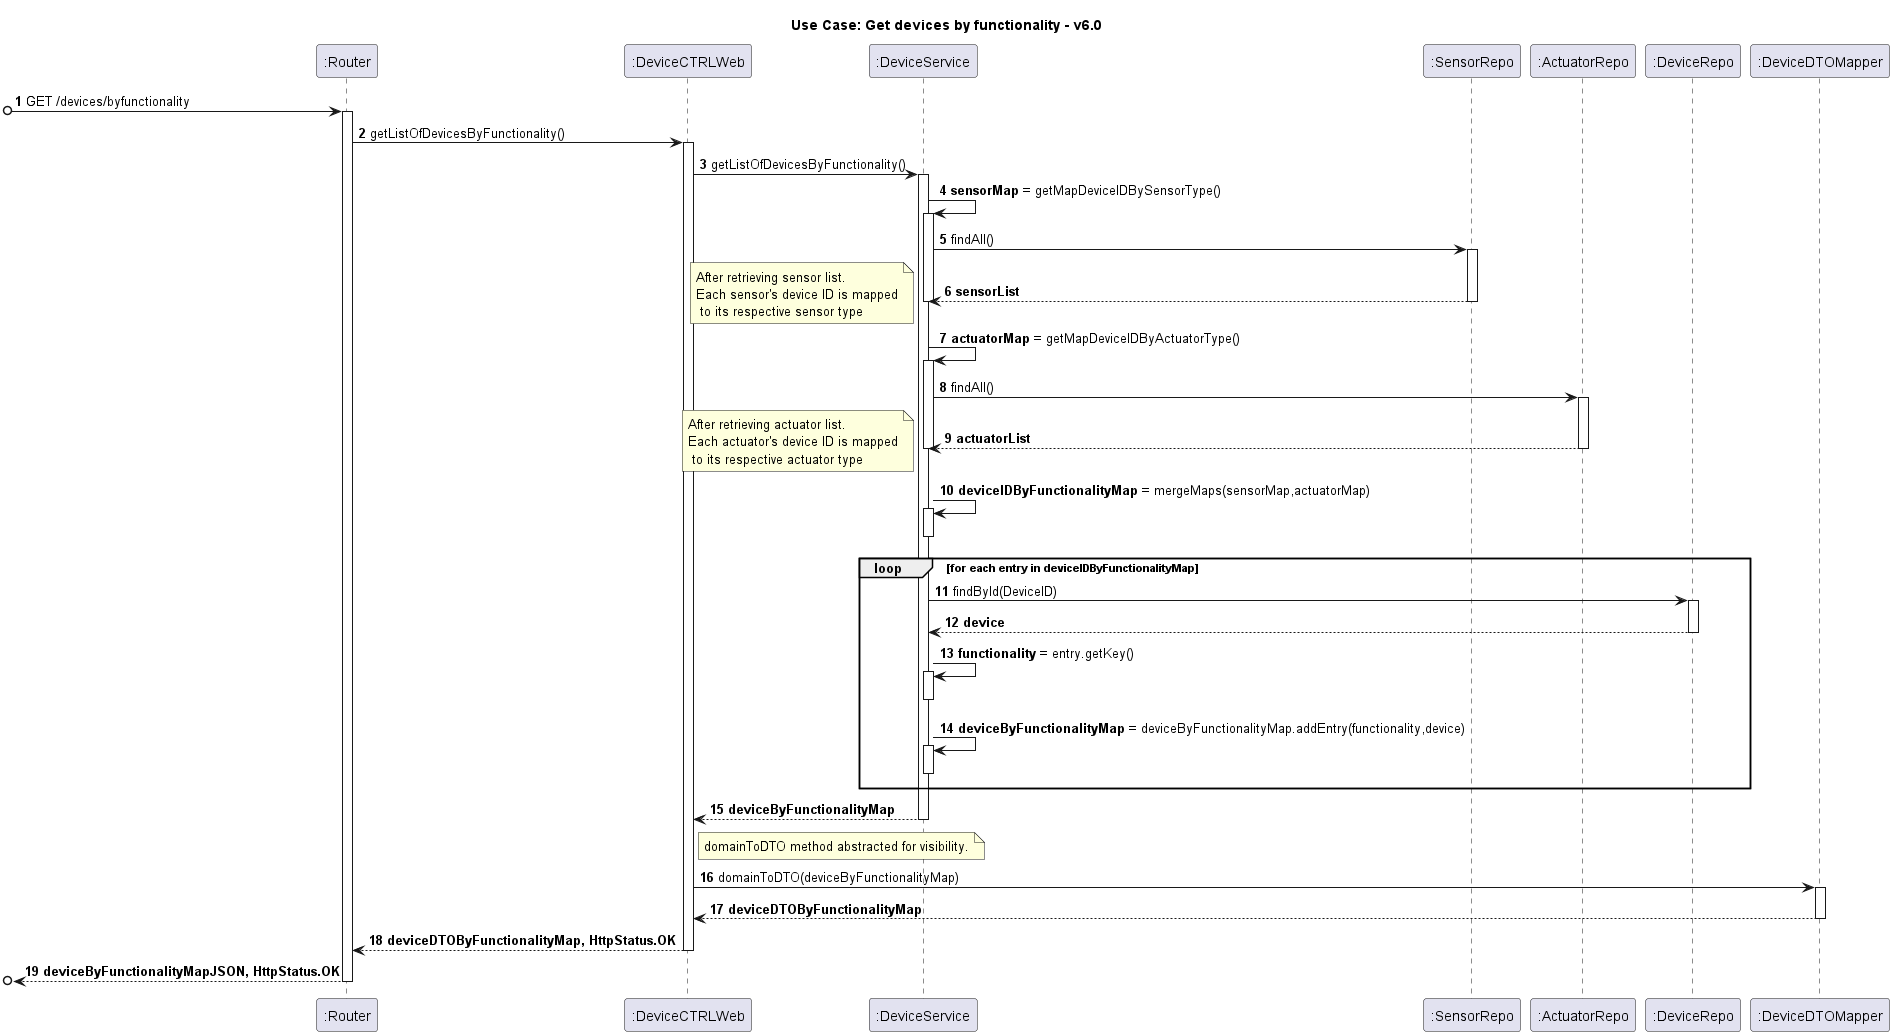 Use Case: Get devices by functionality - v6.0
:Router
:DeviceCTRLWeb
:DeviceService
:SensorRepo
:ActuatorRepo
:DeviceRepo
:DeviceDTOMapper
1 GET /devices/byfunctionality
2 getListOfDevicesByFunctionality()
3 getListOfDevicesByFunctionality()
4 sensorMap = getMapDeviceIDBySensorType()
5 findAll()
After retrieving sensor list.
Each sensor's device ID is mapped
to its respective sensor type
6 sensorList
7 actuatorMap = getMapDeviceIDByActuatorType()
8 findAll()
After retrieving actuator list.
Each actuator's device ID is mapped
to its respective actuator type
9 actuatorList
10 deviceIDByFunctionalityMap = mergeMaps(sensorMap,actuatorMap)
loop
[for each entry in deviceIDByFunctionalityMap]
11 findById(DeviceID)
12 device
13 functionality = entry.getKey()
14 deviceByFunctionalityMap = deviceByFunctionalityMap.addEntry(functionality,device)
15 deviceByFunctionalityMap
domainToDTO method abstracted for visibility.
16 domainToDTO(deviceByFunctionalityMap)
17 deviceDTOByFunctionalityMap
18 deviceDTOByFunctionalityMap, HttpStatus.OK
19 deviceByFunctionalityMapJSON, HttpStatus.OK
:Router
:DeviceCTRLWeb
:DeviceService
:SensorRepo
:ActuatorRepo
:DeviceRepo
:DeviceDTOMapper